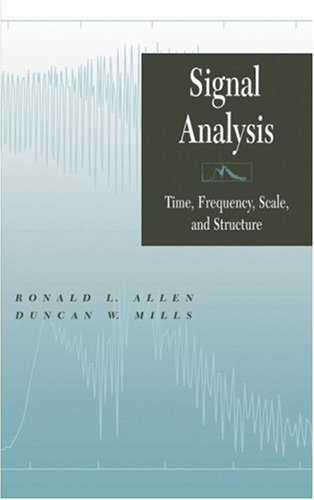 Signal
Analysis
Time, Frequency, Scale,
and Structure
RONALD L. ALLEN
DUNCAN W. MILLS